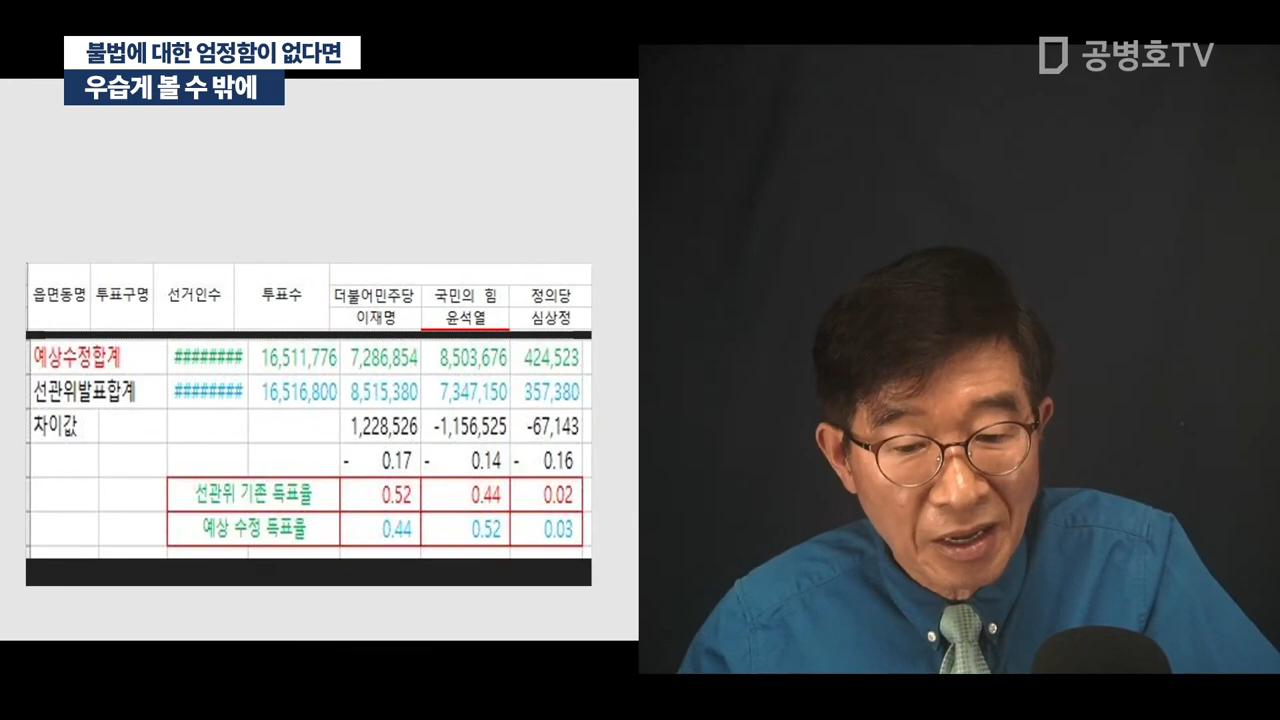 불법에 대한 엄정함이 없다면
우습게 볼 수 밖에
공병호TV
읍면동명 투표구명 선거인수 투표수 더불어민주당 국민의 힘 정의당
이재명 윤석열 심상정
예상수정합계 ######## 16,511,776 7,286,854 8,503,676 424,523
선관위발표합계 ######## 16,516,800 8,515,380 7,347,150 357,380
차이값 1,228,526 -1,156,525 -67,143
- 0.17 - 0.14 - 0.16
선관위 기존 득표율 0.52 0.44 0.02
예상 수정 득표율 0.44 0.52 0.03